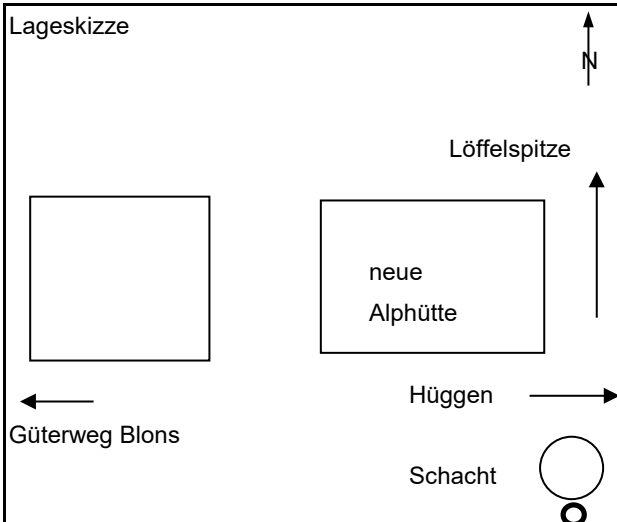 Lageskizze
N
Löffelspitze
neue
Alphütte
Hüggen
Güterweg Blons
Schacht